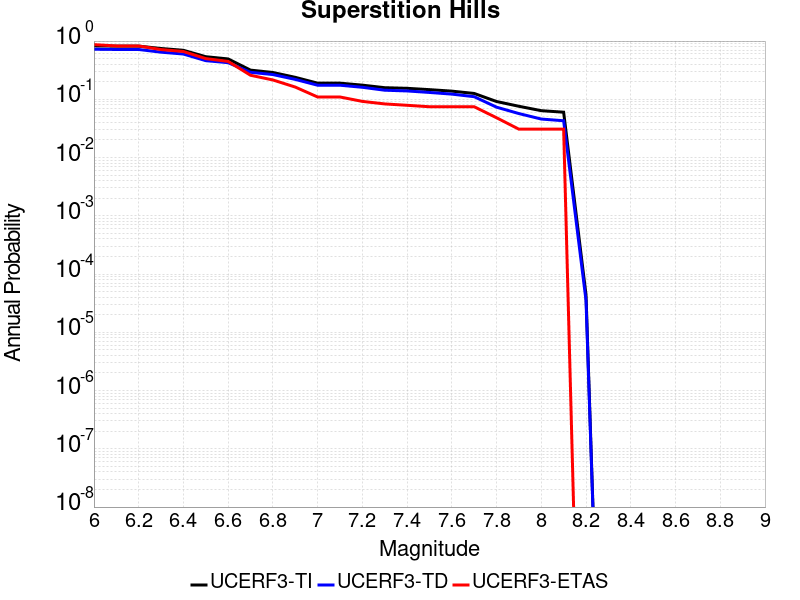 Superstition Hills
Annual Probability
10^0
10^-1
10^-2
10^-3
10^-4
10^-5
10^-6
10^-7
10^-8
6 6.2 6.4 6.6 6.8 7 7.2 7.4 7.6 7.8 8 8.2 8.4 8.6 8.8 9
Magnitude
UCERF3-TI UCERF3-TD UCERF3-ETAS